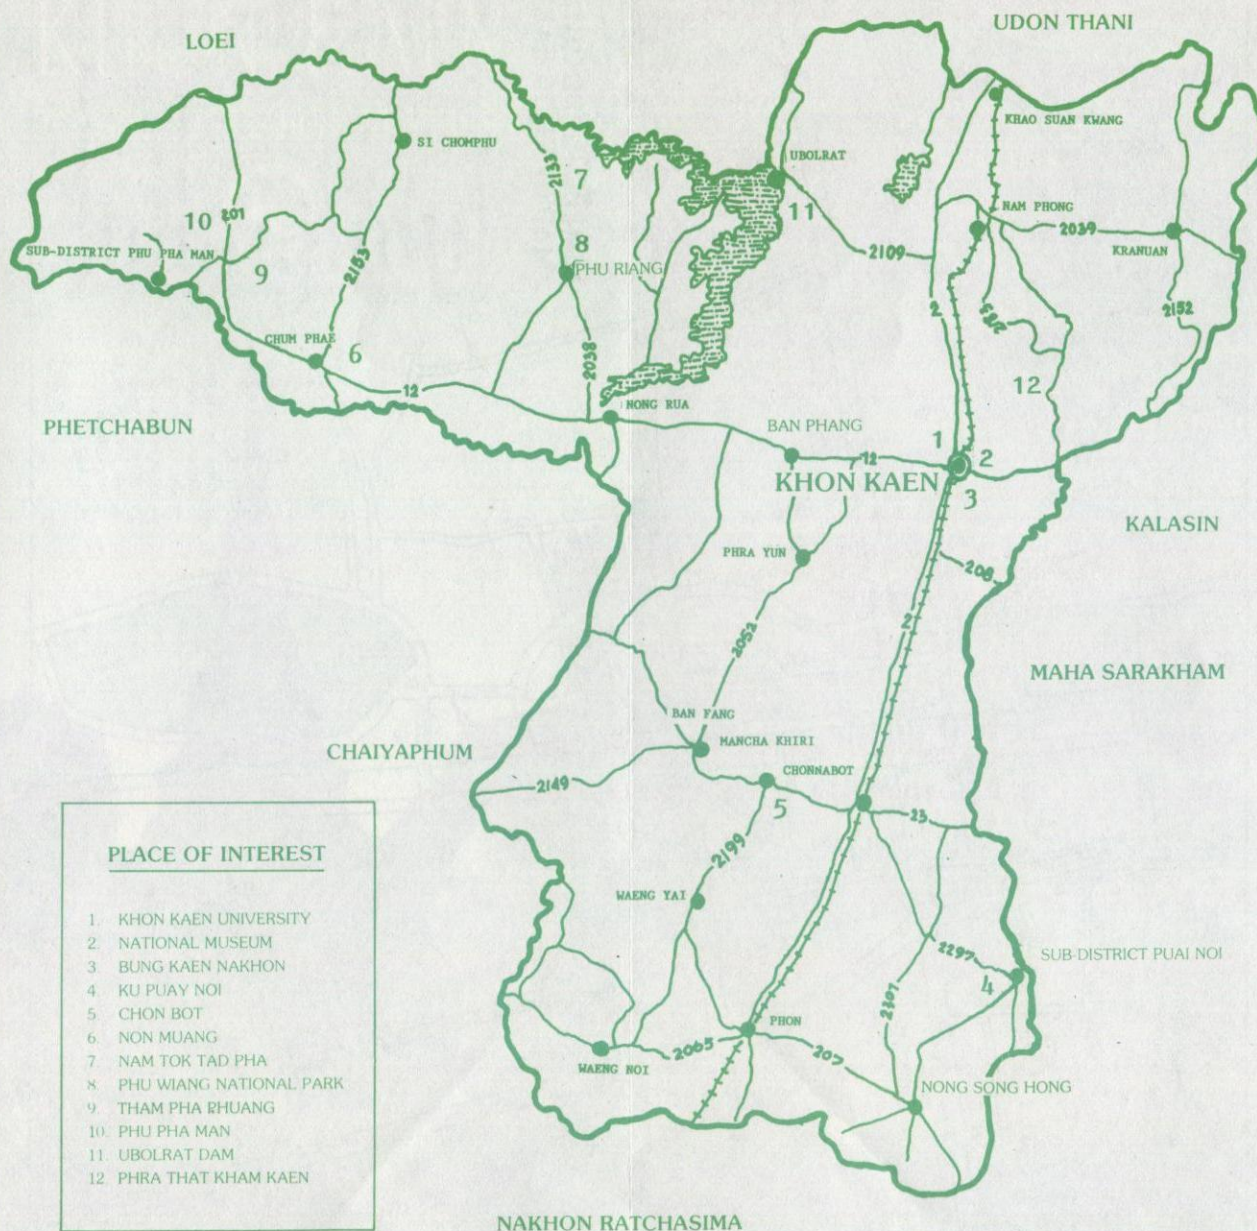 UDON THANI
LOEI
KHAO SUAN KWANG
SI CHOMPHU
2133
7
UBOLRAT
11
NAM PHONG
10
201
2039
KRANUAN
SUB-DISTRICT PHU PHA MAN
9
2183
8
PHU RIANG
2109
2
2152
CHUM PHAE
6
2038
12
12
NONG RUA
PHETCHABUN
BAN PHANG
1
12
2
KHON KAEN
3
KALASIN
PHRA YUN
208
2
2052
MAHA SARAKHAM
BAN FANG
MANCHA KHIRI
CHAIYAPHUM
2149
CHONNABOT
5
23
2199
WAENG YAI
2297
SUB-DISTRICT PUAI NOI
4
PHON
2065
207
WAENG NOI
NONG SONG HONG
PLACE OF INTEREST
1. KHON KAEN UNIVERSITY
2. NATIONAL MUSEUM
3. BUNG KAEN NAKHON
4. KU PUAY NOI
5. CHON BOT
6. NON MUANG
7. NAM TOK TAD PHA
8. PHU WIANG NATIONAL PARK
9. THAM PHA PHUANG
10. PHU PHA MAN
11. UBOLRAT DAM
12. PHRA THAT KHAM KAEN
NAKHON RATCHASIMA